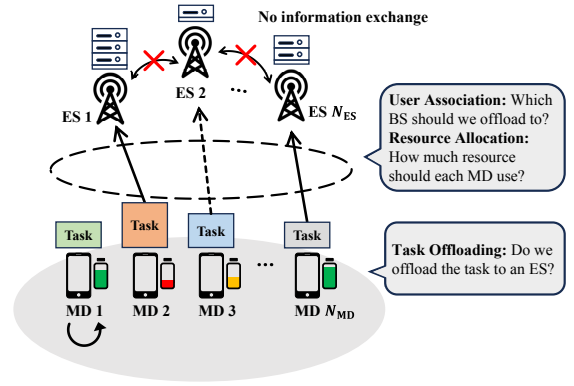 No information exchange
ES 1
ES 2
...
ES N_ES
User Association: Which
BS should we offload to?
Resource Allocation:
How much resource
should each MD use?
Task
Task
Task
Task
Task Offloading: Do we
offload the task to an ES?
...
MD 1
MD 2
MD 3
MD N_MD